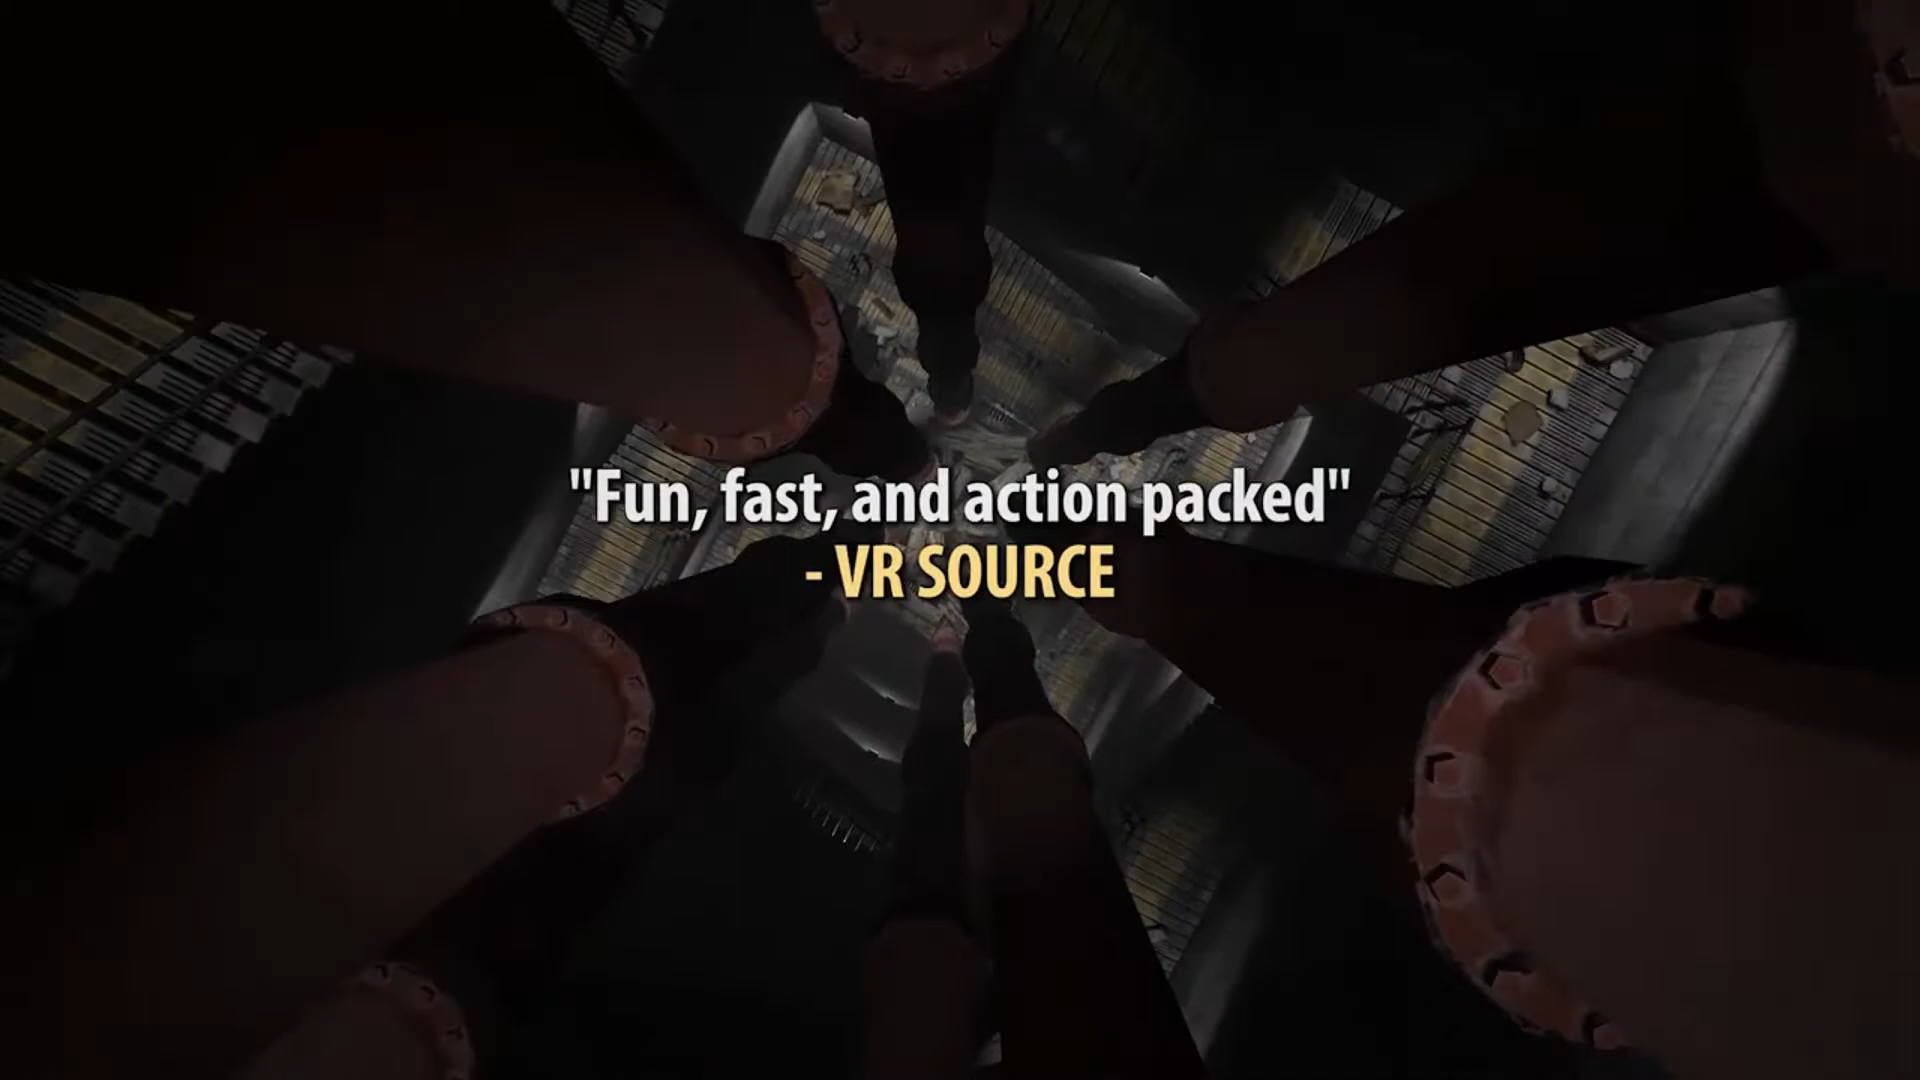 "Fun, fast, and action packed"
- VR SOURCE